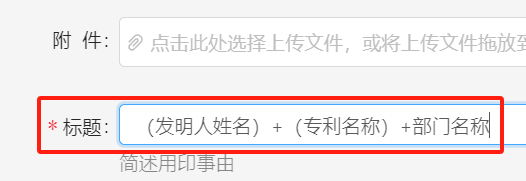 附 件： 点击此处选择上传文件，或将上传文件拖放到
* 标题： （发明人姓名）+（专利名称）+部门名称
简述用印事由